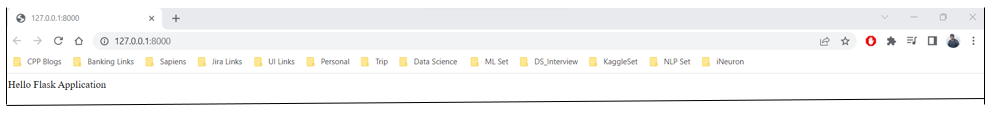 127.0.0.1:8000
127.0.0.1:8000
CPP Blogs Banking Links Sapiens Jira Links UI Links Personal Trip Data Science ML Set DS_Interview KaggleSet NLP Set iNeuron
Hello Flask Application